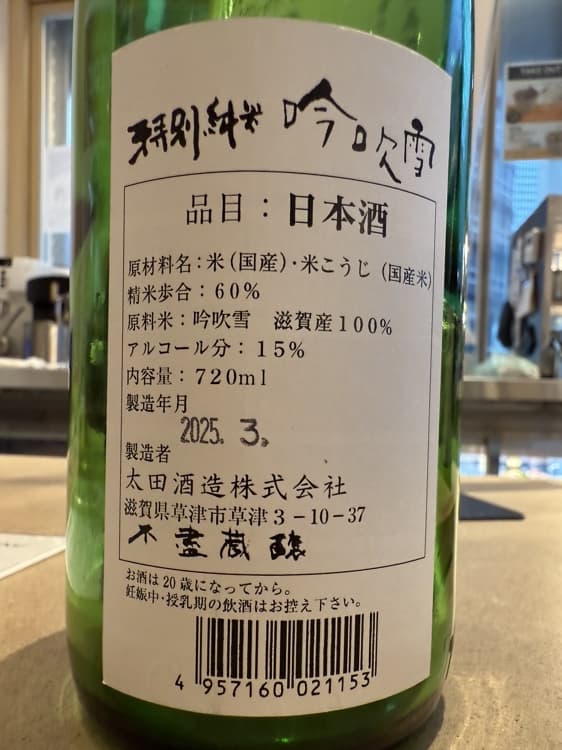 特別純米 吟吹雪
品目：日本酒
原材料名：米（国産）・米こうじ（国産米）
精米歩合：60%
原料米：吟吹雪　滋賀産100%
アルコール分：15%
内容量：720ml
製造年月
2025. 3.
製造者
太田酒造株式会社
滋賀県草津市草津3-10-37
不盡蔵 醸
お酒は20歳になってから。
妊娠中・授乳期の飲酒はお控え下さい。
4 957160 021153